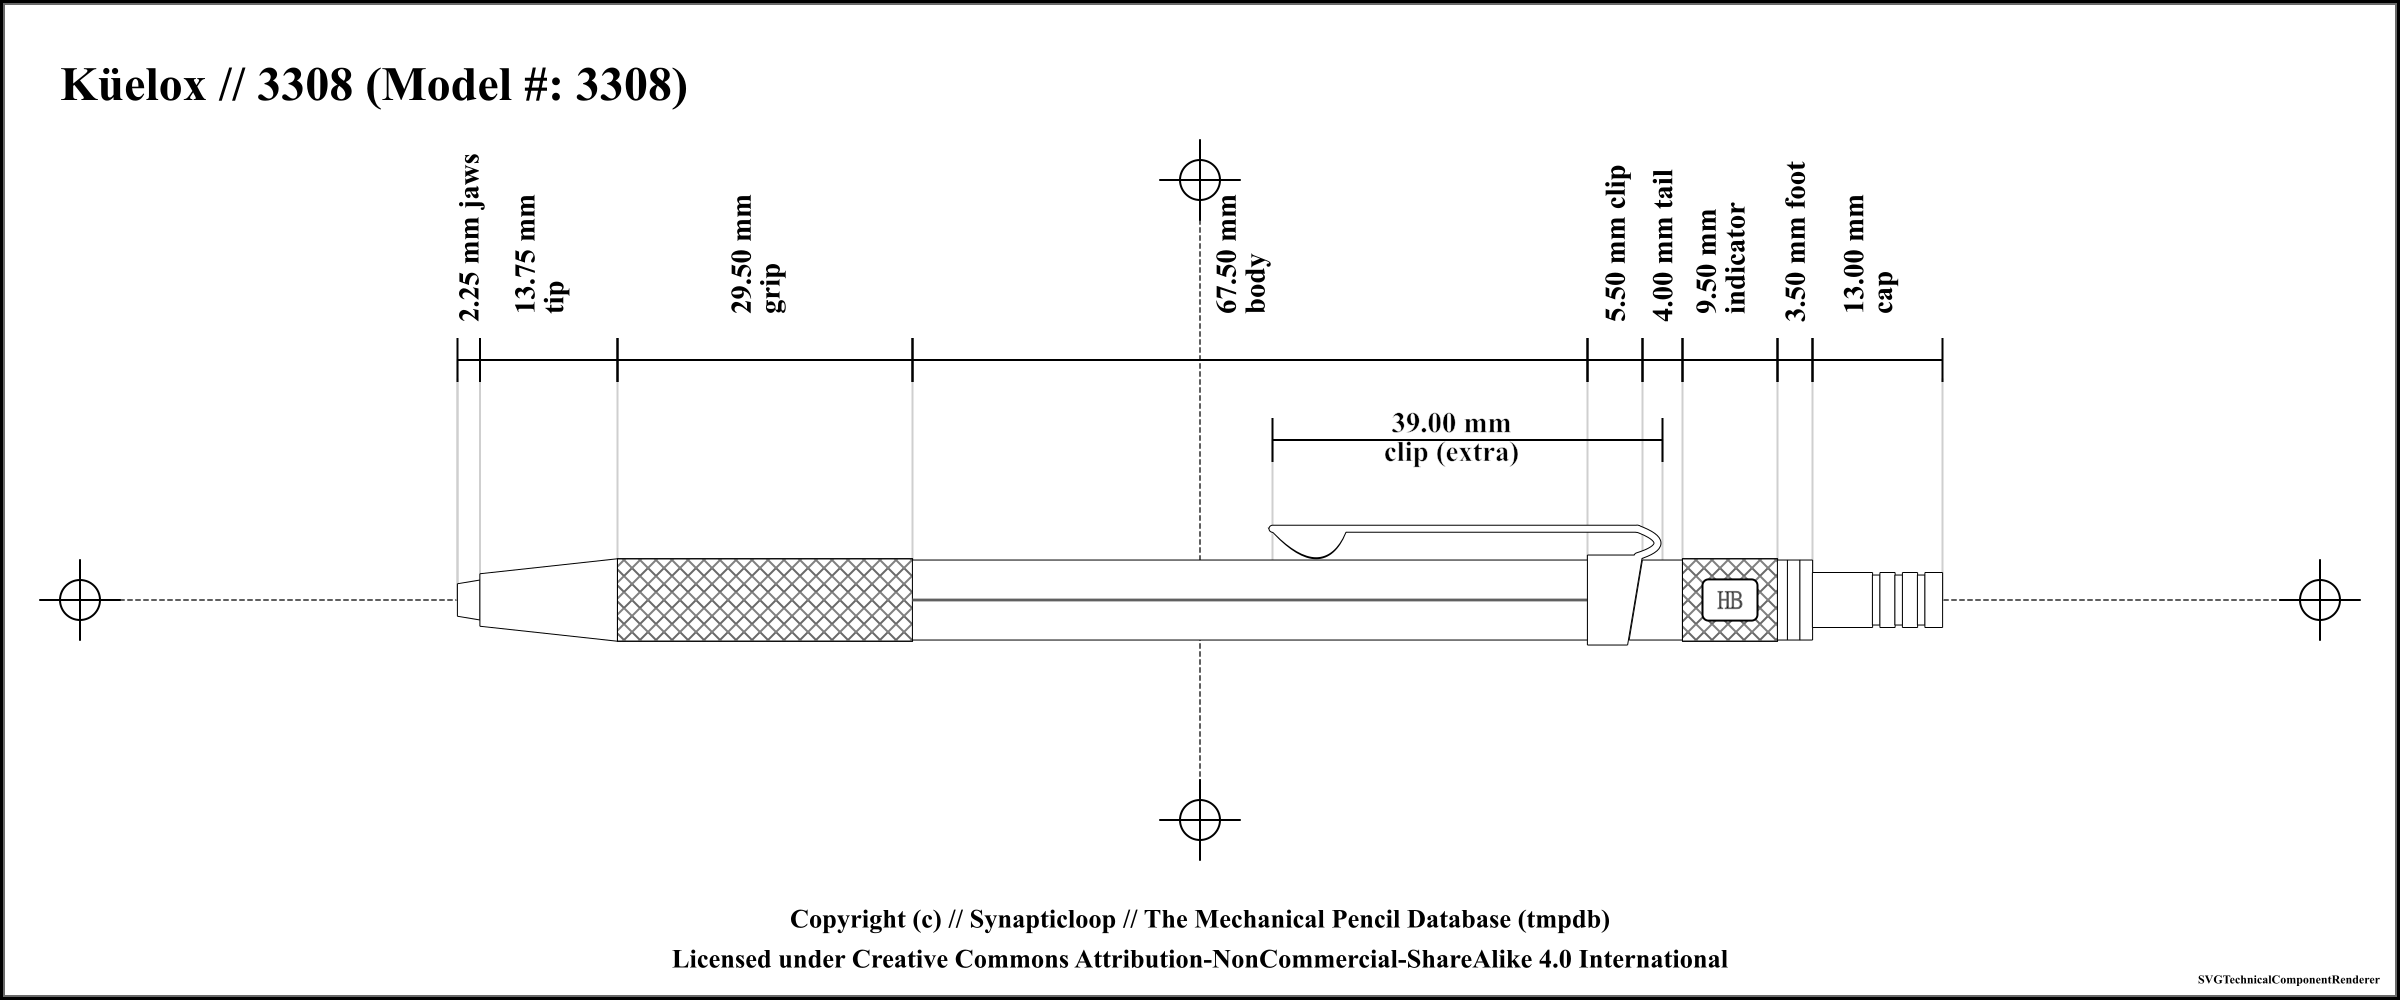 Küelox // 3308 (Model #: 3308)
2.25 mm jaws
13.75 mm
tip
29.50 mm
grip
67.50 mm
body
5.50 mm clip
4.00 mm tail
9.50 mm
indicator
3.50 mm foot
13.00 mm
cap
39.00 mm
clip (extra)
HB
Copyright (c) // Synapticloop // The Mechanical Pencil Database (tmpdb)
Licensed under Creative Commons Attribution-NonCommercial-ShareAlike 4.0 International
SVGTechnicalComponentRenderer